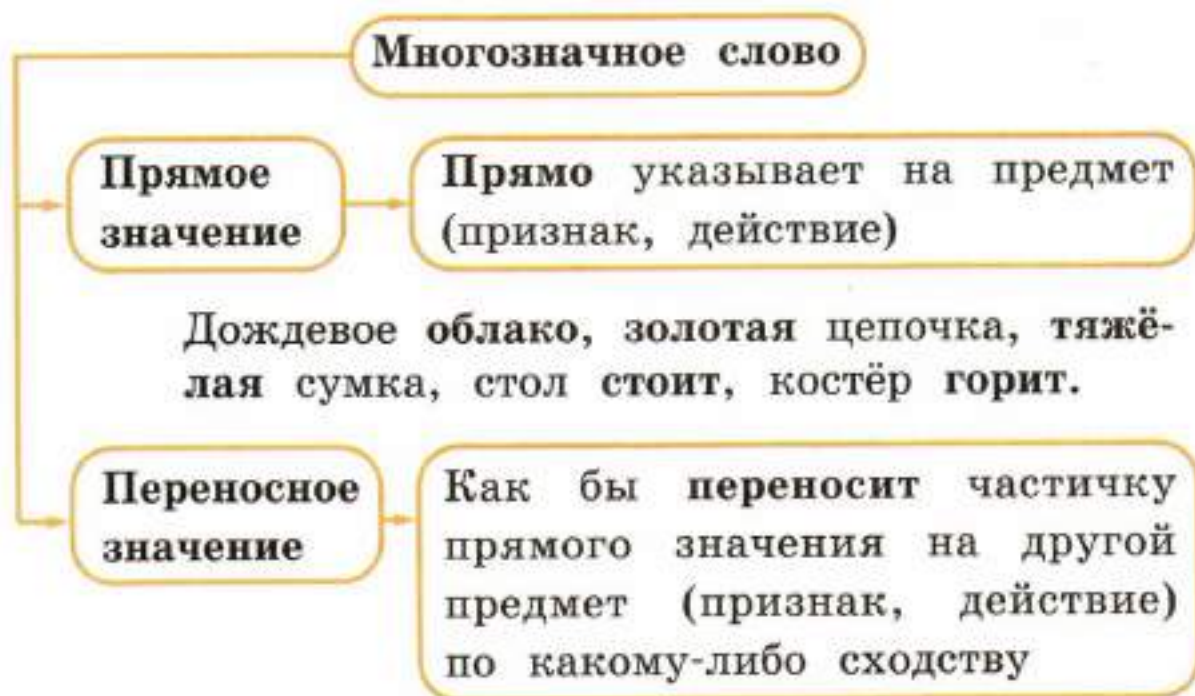 Многозначное слово
Прямое
значение
Прямо указывает на предмет
(признак, действие)
Дождевое облако, золотая цепочка, тяжё-
лая сумка, стол стоит, костёр горит.
Переносное
значение
Как бы переносит частичку
прямого значения на другой
предмет (признак, действие)
по какому-либо сходству